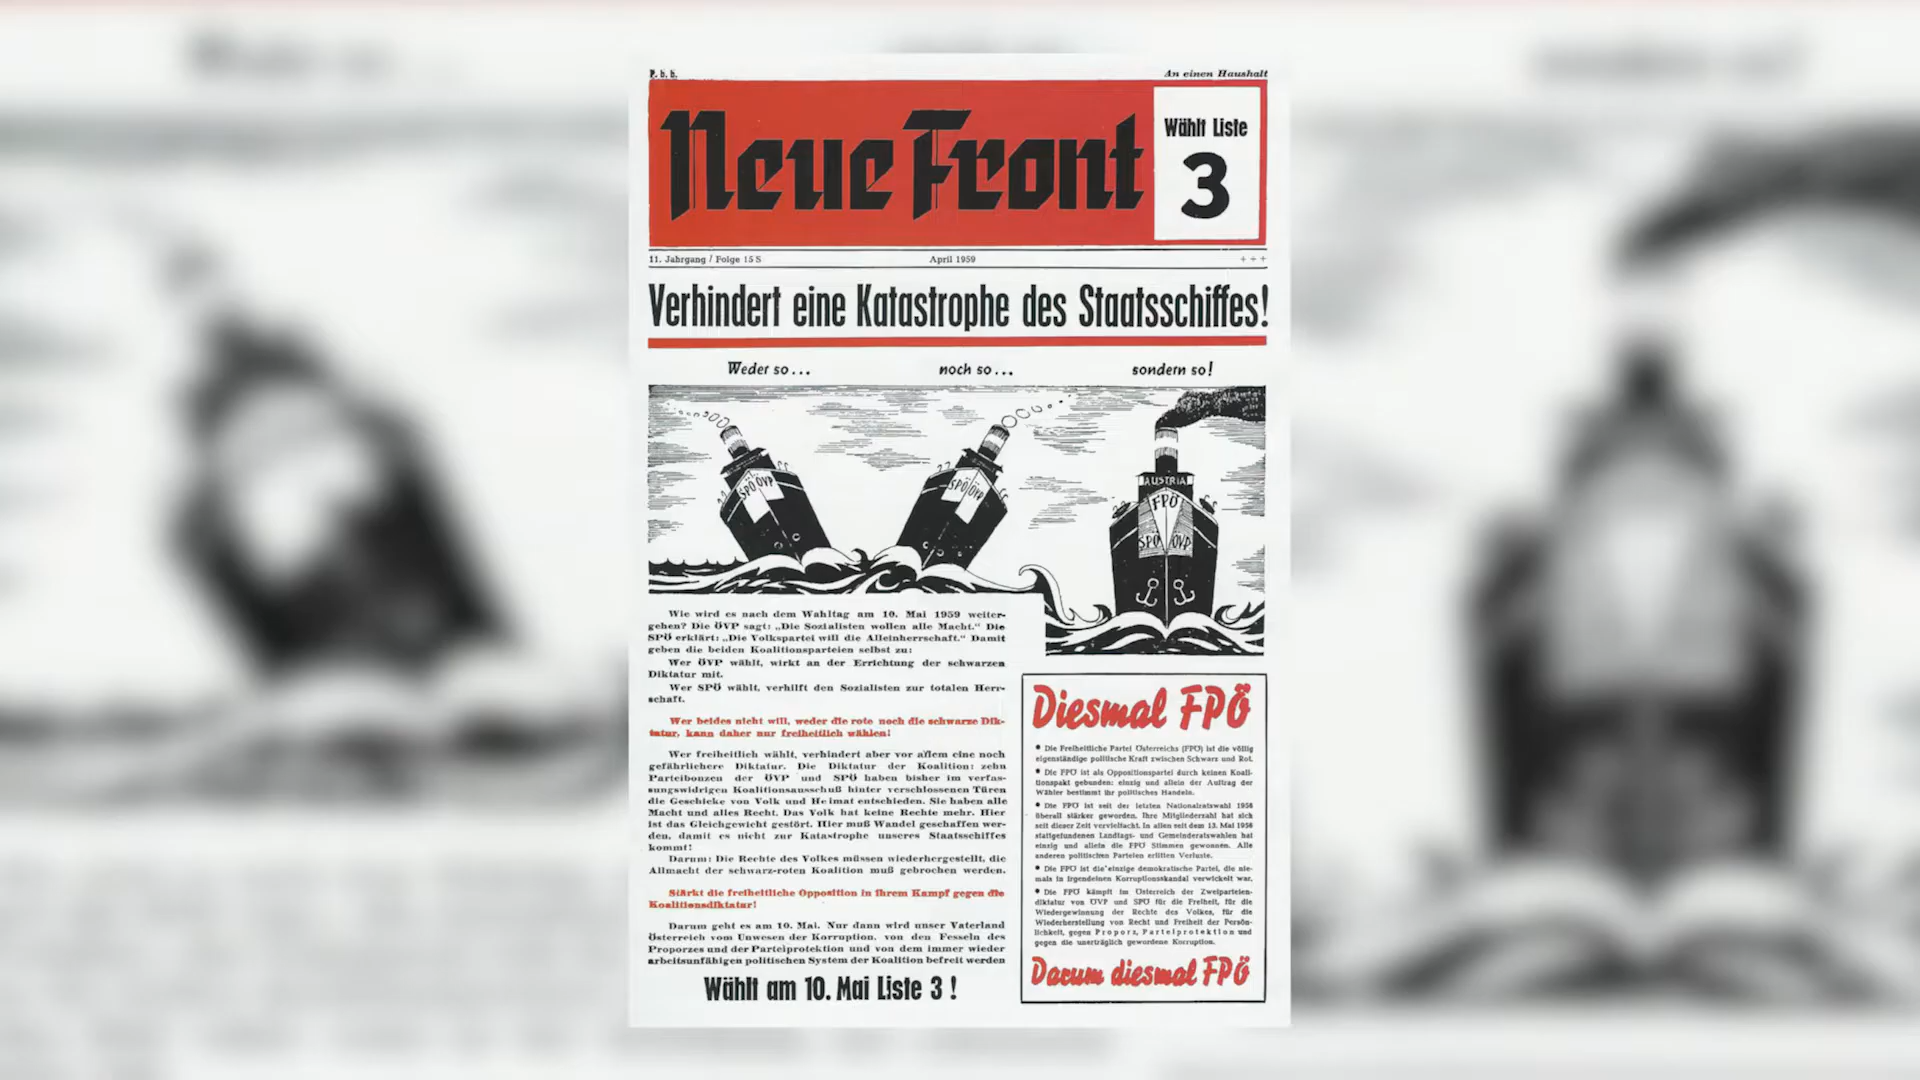 P. b. b.
An einen Haushalt
Neue Front
Wählt Liste
3
11. Jahrgang / Folge 15 S
April 1959
+ + +
Verhindert eine Katastrophe des Staatsschiffes!
Weder so...
noch so...
sondern so!
SPÖ ÖVP
SPÖ ÖVP
AUSTRIA
FPÖ
SPÖ ÖVP
Wie wird es nach dem Wahltag am 10. Mai 1959 weiter-
gehen? Die ÖVP sagt: „Die Sozialisten wollen alle Macht.“ Die
SPÖ erklärt: „Die Volkspartei will die Alleinherrschaft.“ Damit
geben die beiden Koalitionsparteien selbst zu:
Wer ÖVP wählt, wirkt an der Errichtung der schwarzen
Diktatur mit.
Wer SPÖ wählt, verhilft den Sozialisten zur totalen Herr-
schaft.
Wer beides nicht will, weder die rote noch die schwarze Dik-
tatur, kann daher nur freiheitlich wählen!
Wer freiheitlich wählt, verhindert aber vor allem eine noch
gefährlichere Diktatur. Die Diktatur der Koalition: zehn
Parteibonzen der ÖVP und SPÖ haben bisher im verfas-
sungswidrigen Koalitionsausschuß hinter verschlossenen Türen
die Geschicke von Volk und Heimat entschieden. Sie haben alle
Macht und alles Recht. Das Volk hat keine Rechte mehr. Hier
ist das Gleichgewicht gestört. Hier muß Wandel geschaffen wer-
den, damit es nicht zur Katastrophe unseres Staatsschiffes
kommt!
Darum: Die Rechte des Volkes müssen wiederhergestellt, die
Allmacht der schwarz-roten Koalition muß gebrochen werden.
Stärkt die freiheitliche Opposition in ihrem Kampf gegen die
Koalitionsdiktatur!
Darum geht es am 10. Mai. Nur dann wird unser Vaterland
Österreich vom Unwesen der Korruption, von den Fesseln des
Proporzes und der Parteiprotektion und von dem immer wieder
arbeitsunfähigen politischen System der Koalition befreit werden
Wählt am 10. Mai Liste 3 !
Diesmal FPÖ
• Die Freiheitliche Partei Österreichs (FPÖ) ist die völlig
eigenständige politische Kraft zwischen Schwarz und Rot.
• Die FPÖ ist als Oppositionspartei durch keinen Koali-
tionspakt gebunden: einzig und allein der Auftrag der
Wähler bestimmt ihr politisches Handeln.
• Die FPÖ ist seit der letzten Nationalratswahl 1956
überall stärker geworden, Ihre Mitgliederzahl hat sich
seit dieser Zeit vervielfacht. In allen seit dem 13. Mai 1956
stattgefundenen Landtags- und Gemeinderatswahlen hat
einzig und allein die FPÖ Stimmen gewonnen. Alle
anderen politischen Parteien erlitten Verluste.
• Die FPÖ ist die einzige demokratische Partei, die nie-
mals in irgendeinen Korruptionsskandal verwickelt war.
• Die FPÖ kämpft im Österreich der Zweiparteien-
diktatur von ÖVP und SPÖ für die Freiheit, für die
Wiedergewinnung der Rechte des Volkes, für die
Wiederherstellung von Recht und Freiheit der Persön-
lichkeit, gegen Proporz, Parteiprotektion und
gegen die unerträglich gewordene Korruption.
Darum diesmal FPÖ